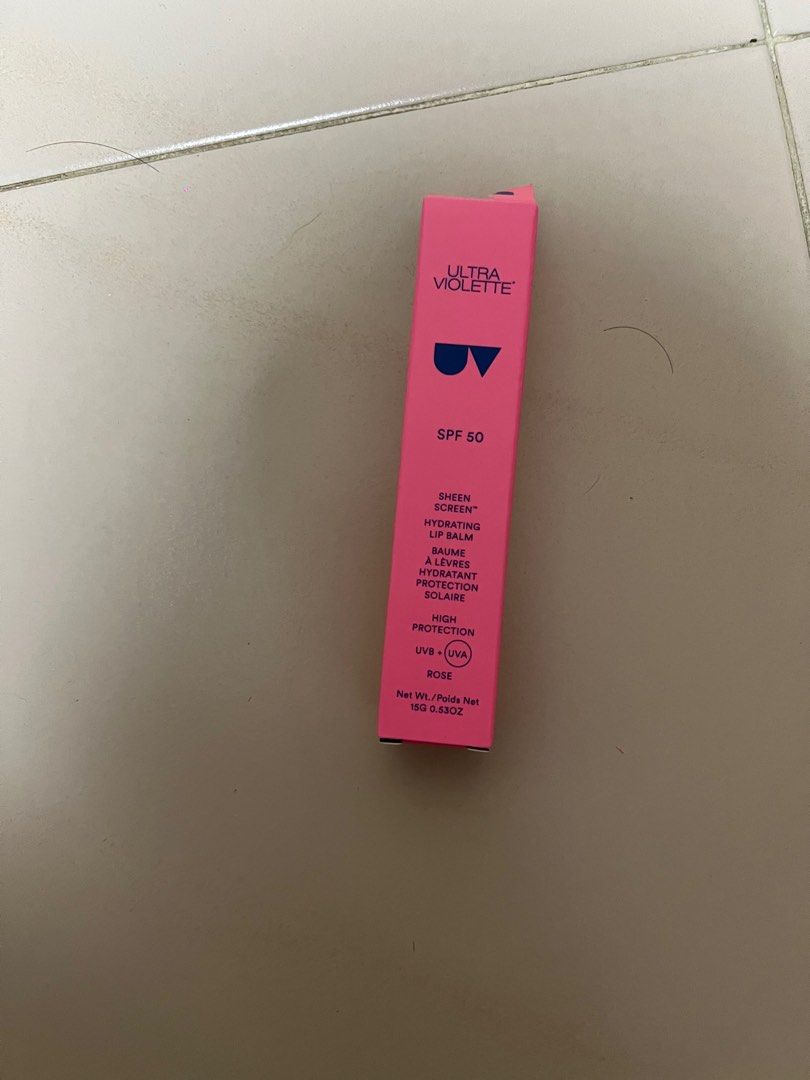 ULTRA
VIOLETTE
SPF 50
SHEEN
SCREEN™
HYDRATING
LIP BALM
BAUME
À LÈVRES
HYDRATANT
PROTECTION
SOLAIRE
HIGH
PROTECTION
UVB + UVA
ROSE
Net Wt./Poids Net
15G 0.53OZ